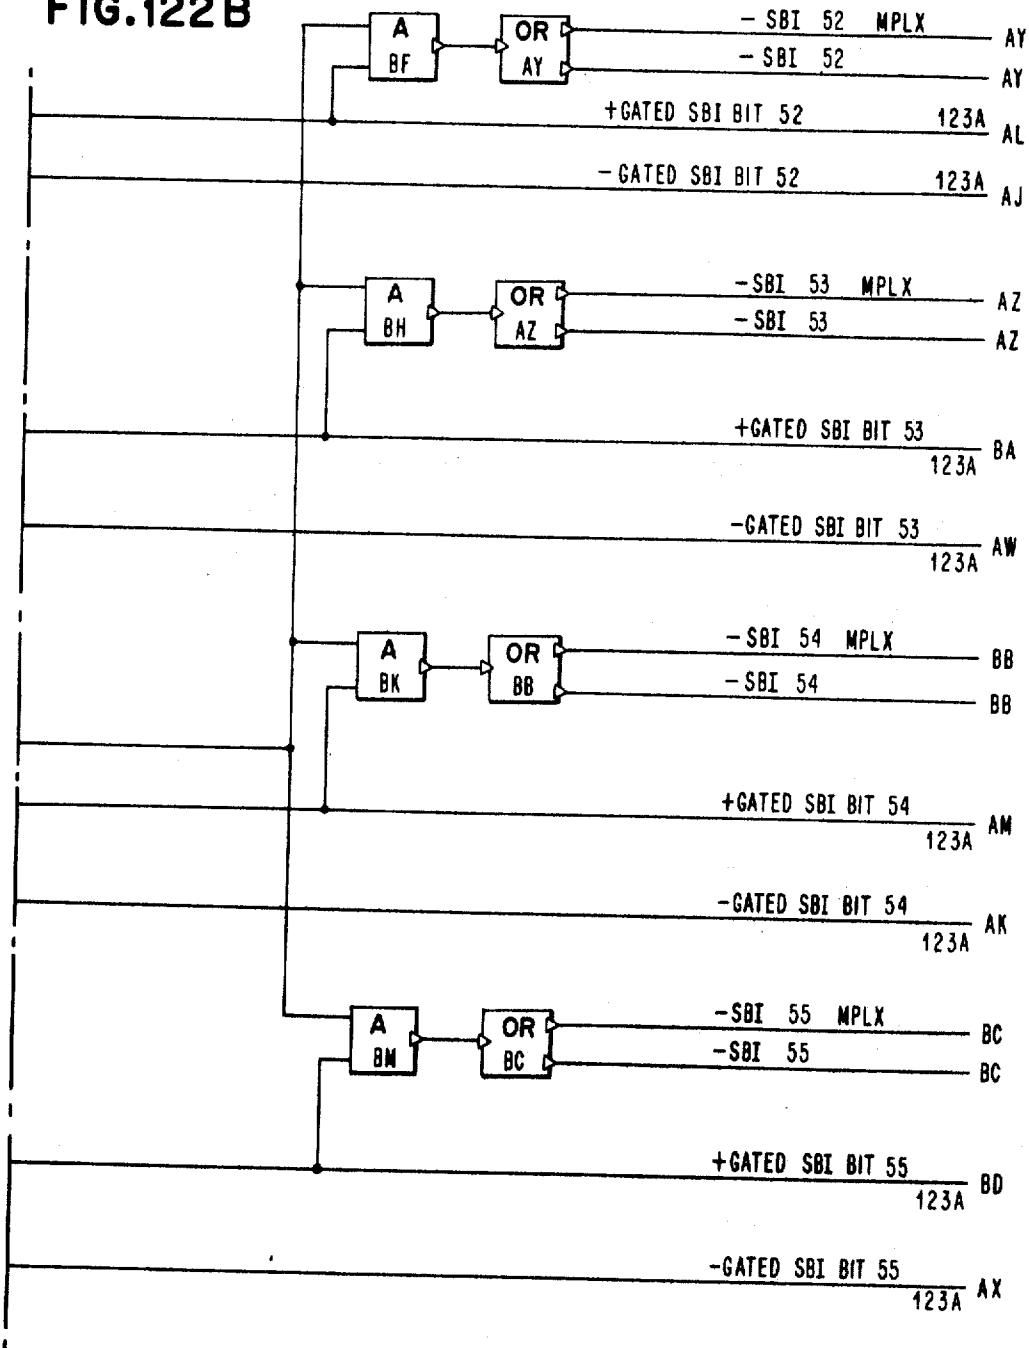 FIG.122B
A
BF
OR
AY
- SBI 52 MPLX
AY
- SBI 52
AY
+GATED SBI BIT 52
123A
AL
-GATED SBI BIT 52
123A
AJ
A
BH
OR
AZ
-SBI 53 MPLX
AZ
-SBI 53
AZ
+GATED SBI BIT 53
123A
BA
-GATED SBI BIT 53
123A
AW
A
BK
OR
BB
-SBI 54 MPLX
BB
-SBI 54
BB
+GATED SBI BIT 54
123A
AM
-GATED SBI BIT 54
123A
AK
A
BM
OR
BC
-SBI 55 MPLX
BC
-SBI 55
BC
+GATED SBI BIT 55
123A
BD
-GATED SBI BIT 55
123A
AX